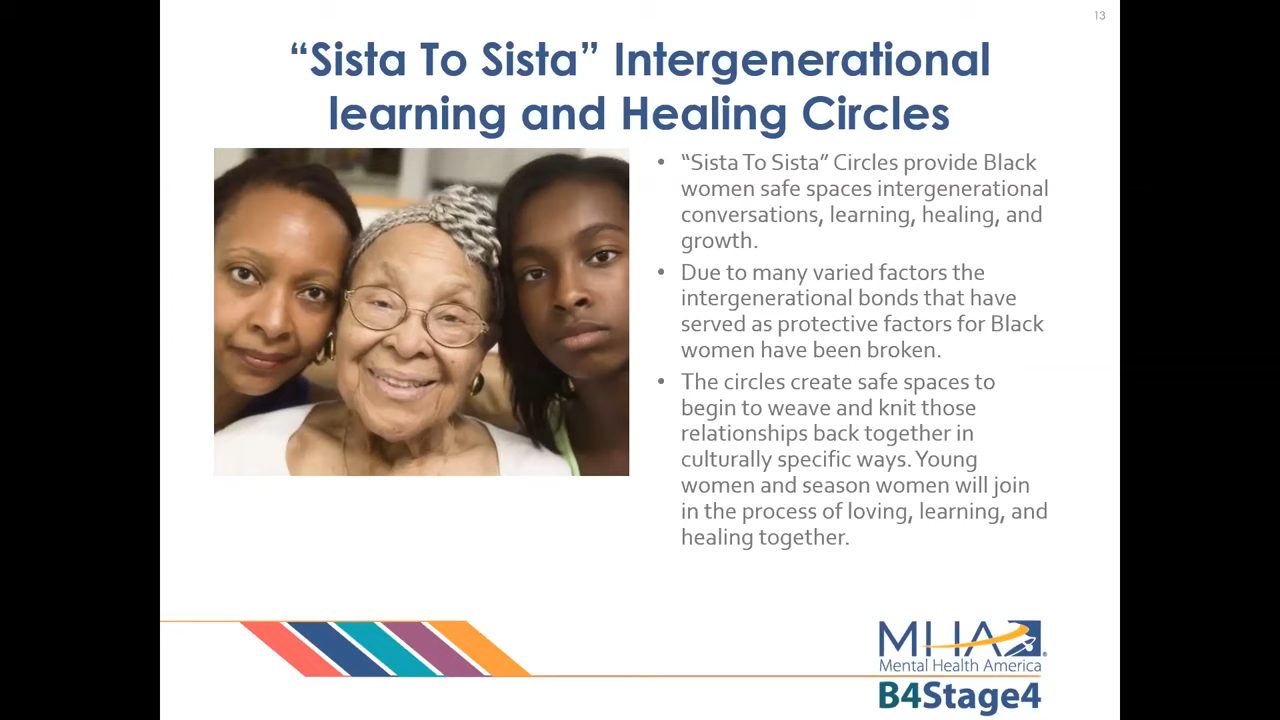 13
“Sista To Sista” Intergenerational
learning and Healing Circles
• “Sista To Sista” Circles provide Black
women safe spaces intergenerational
conversations, learning, healing, and
growth.
• Due to many varied factors the
intergenerational bonds that have
served as protective factors for Black
women have been broken.
• The circles create safe spaces to
begin to weave and knit those
relationships back together in
culturally specific ways. Young
women and season women will join
in the process of loving, learning, and
healing together.
MHA®
Mental Health America
B4Stage4